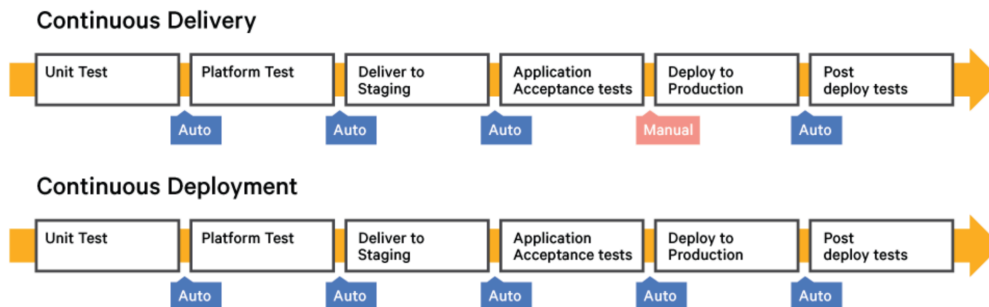 Continuous Delivery
Unit Test
Platform Test
Deliver to
Staging
Application
Acceptance tests
Deploy to
Production
Post
deploy tests
Auto
Auto
Auto
Manual
Auto
Continuous Deployment
Unit Test
Platform Test
Deliver to
Staging
Application
Acceptance tests
Deploy to
Production
Post
deploy tests
Auto
Auto
Auto
Auto
Auto